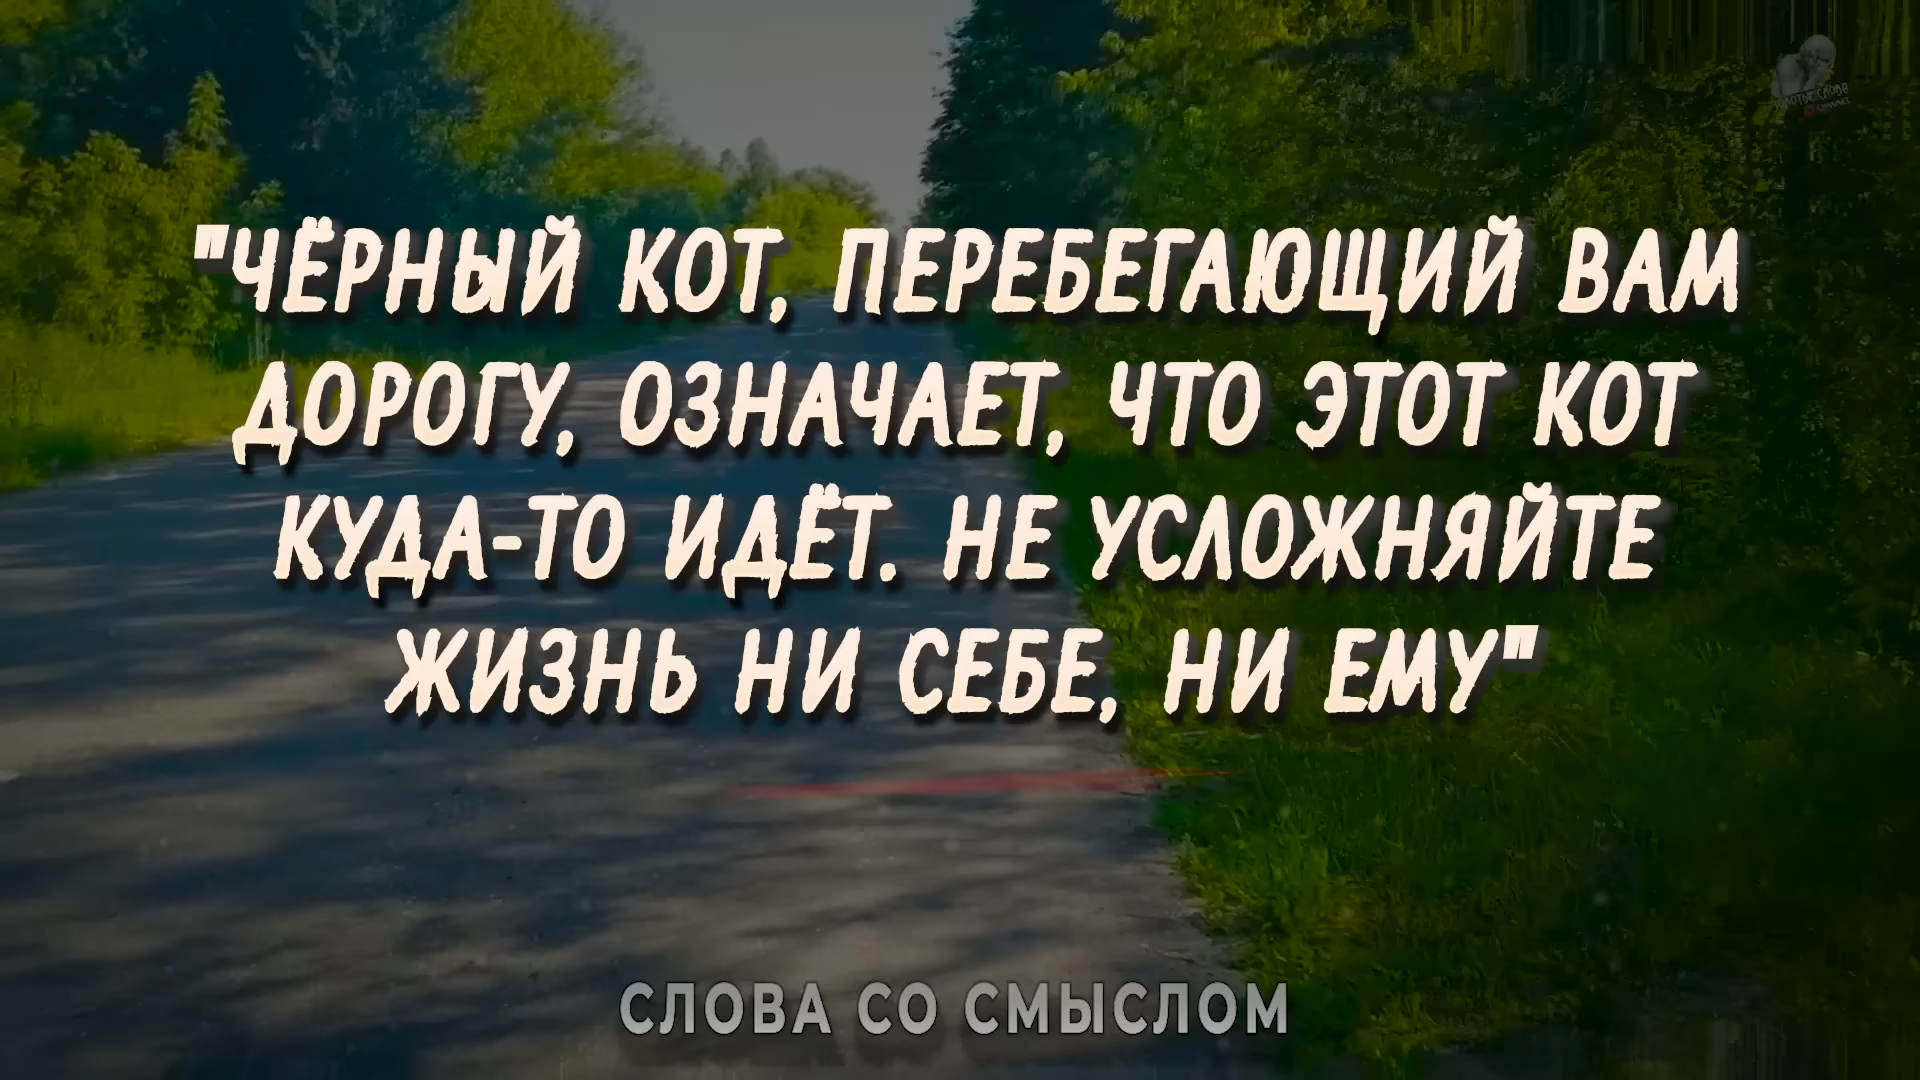 "ЧЁРНЫЙ КОТ, ПЕРЕБЕГАЮЩИЙ ВАМ
ДОРОГУ, ОЗНАЧАЕТ, ЧТО ЭТОТ КОТ
КУДА-ТО ИДЁТ. НЕ УСЛОЖНЯЙТЕ
ЖИЗНЬ НИ СЕБЕ, НИ ЕМУ"
СЛОВА СО СМЫСЛОМ